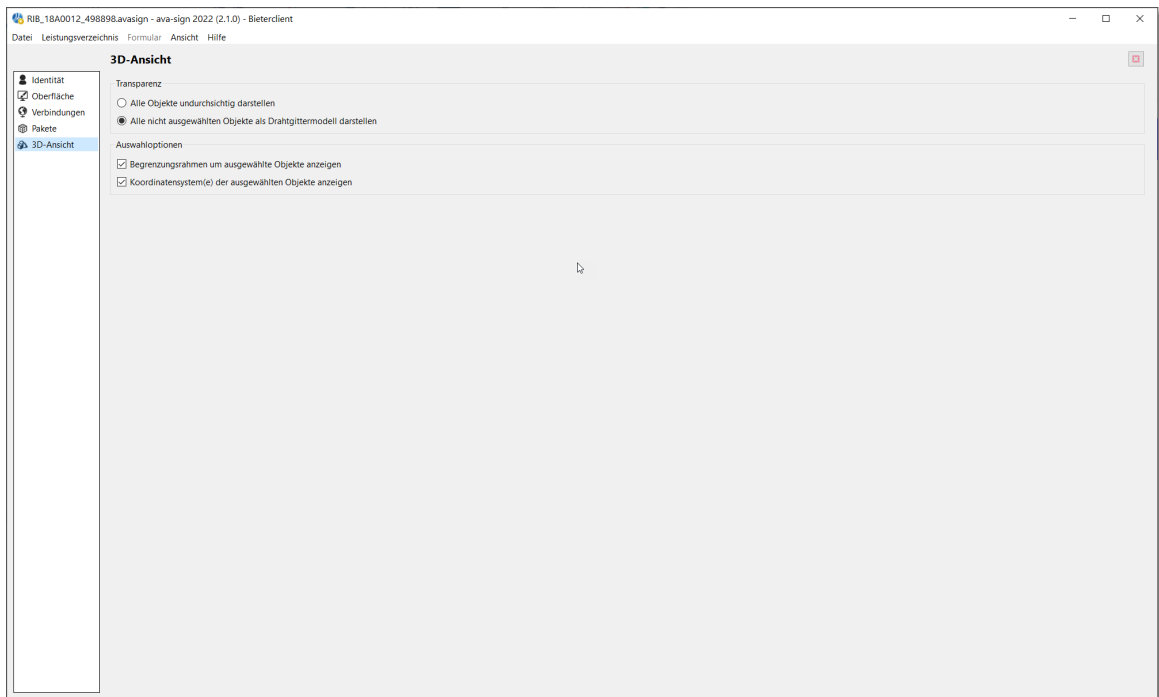 RIB_18A0012_498898.avasign - ava-sign 2022 (2.1.0) - Bieterclient
Datei Leistungsverzeichnis Formular Ansicht Hilfe
3D-Ansicht
Identität
Oberfläche
Verbindungen
Pakete
3D-Ansicht
Transparenz
Alle Objekte undurchsichtig darstellen
Alle nicht ausgewählten Objekte als Drahtgittermodell darstellen
Auswahloptionen
Begrenzungsrahmen um ausgewählte Objekte anzeigen
Koordinatensystem(e) der ausgewählten Objekte anzeigen